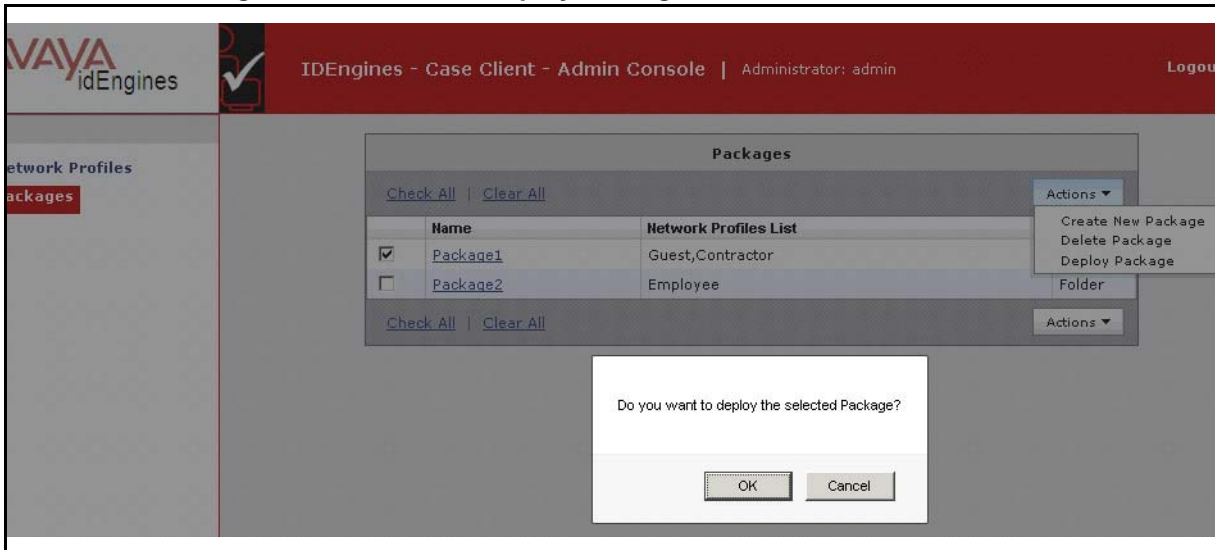 VAYA
idEngines
IDEngines - Case Client - Admin Console | Administrator: admin
Logou
etwork Profiles
ackages
Packages
Check All | Clear All
Actions ▼
Create New Package
Delete Package
Deploy Package
Name Network Profiles List
Package1 Guest,Contractor
Package2 Employee Folder
Check All | Clear All
Actions ▼
Do you want to deploy the selected Package?
OK Cancel